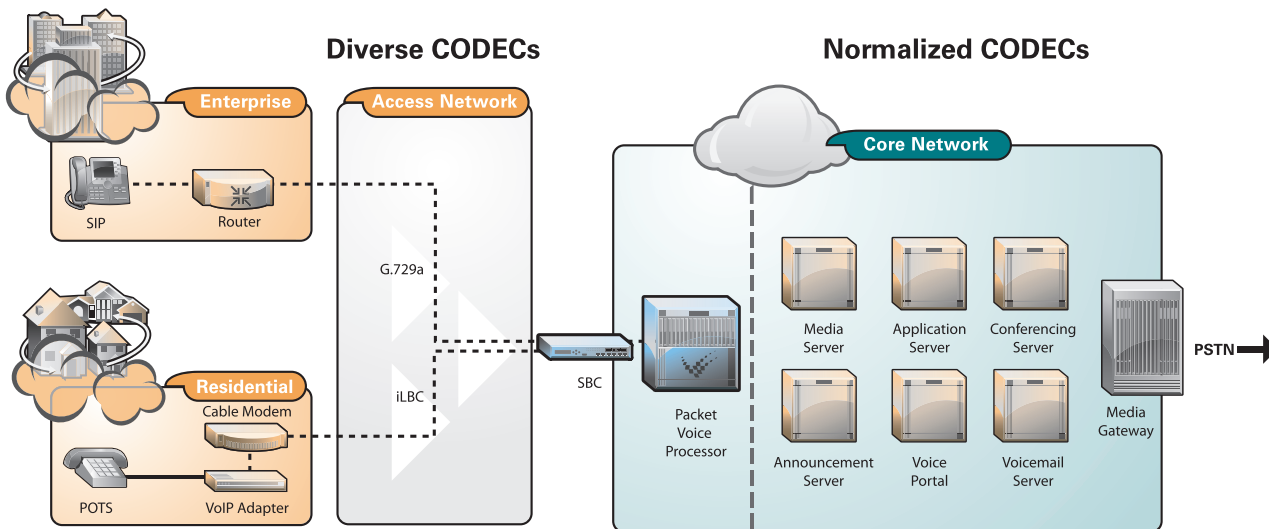 Diverse CODECs
Normalized CODECs
Enterprise
Access Network
Core Network
SIP
Router
G.729a
Media
Server
Application
Server
Conferencing
Server
PSTN
SBC
Residential
Cable Modem
iLBC
Packet
Voice
Processor
Media
Gateway
Announcement
Server
Voice
Portal
Voicemail
Server
POTS
VoIP Adapter